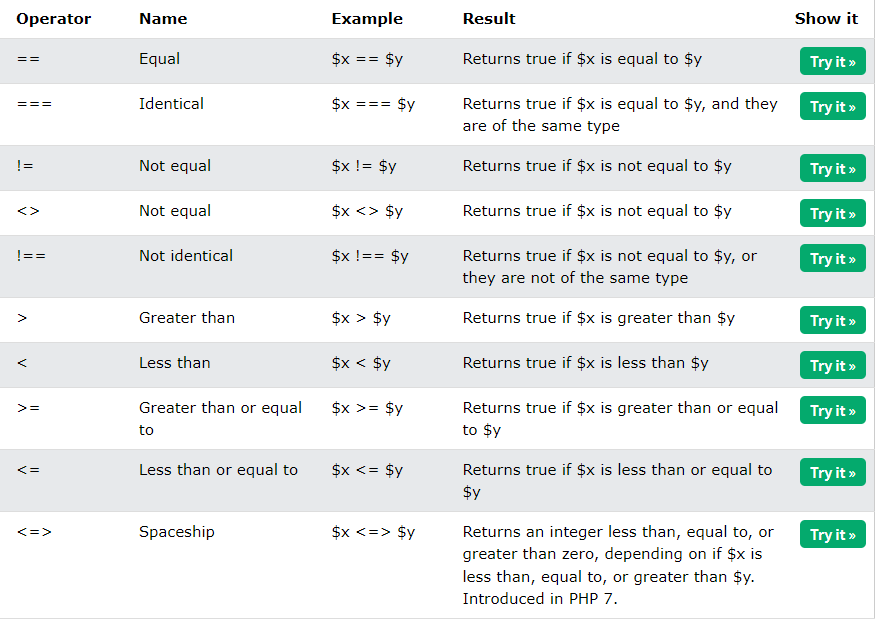 Operator Name Example Result Show it
== Equal $x == $y Returns true if $x is equal to $y Try it »
=== Identical $x === $y Returns true if $x is equal to $y, and they Try it »
are of the same type
!= Not equal $x != $y Returns true if $x is not equal to $y Try it »
<> Not equal $x <> $y Returns true if $x is not equal to $y Try it »
!== Not identical $x !== $y Returns true if $x is not equal to $y, or Try it »
they are not of the same type
> Greater than $x > $y Returns true if $x is greater than $y Try it »
< Less than $x < $y Returns true if $x is less than $y Try it »
>= Greater than or equal $x >= $y Returns true if $x is greater than or equal Try it »
to to $y
<= Less than or equal to $x <= $y Returns true if $x is less than or equal to Try it »
$y
<=> Spaceship $x <=> $y Returns an integer less than, equal to, or Try it »
greater than zero, depending on if $x is
less than, equal to, or greater than $y.
Introduced in PHP 7.